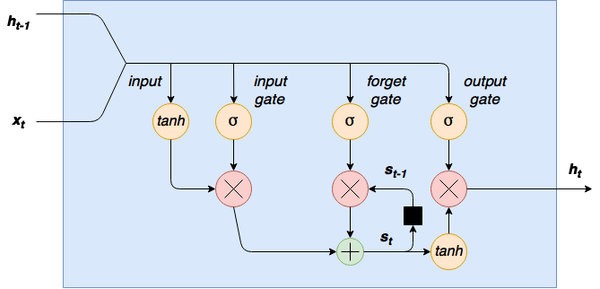 h t-1
input
input
gate
forget
gate
output
gate
x t
tanh
σ
σ
σ
s t-1
h t
s t
tanh